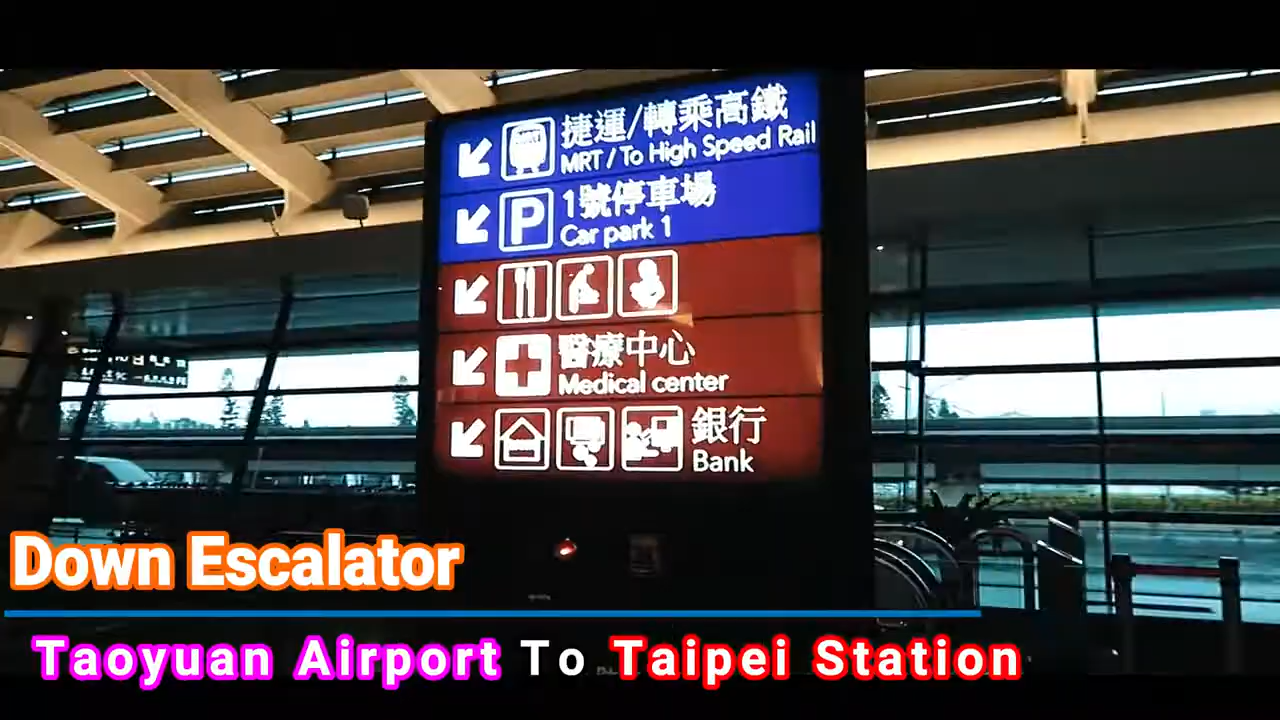 捷運/轉乘高鐵
MRT / To High Speed Rail
P
1號停車場
Car park 1
醫療中心
Medical center
銀行
Bank
Down Escalator
Taoyuan Airport To Taipei Station